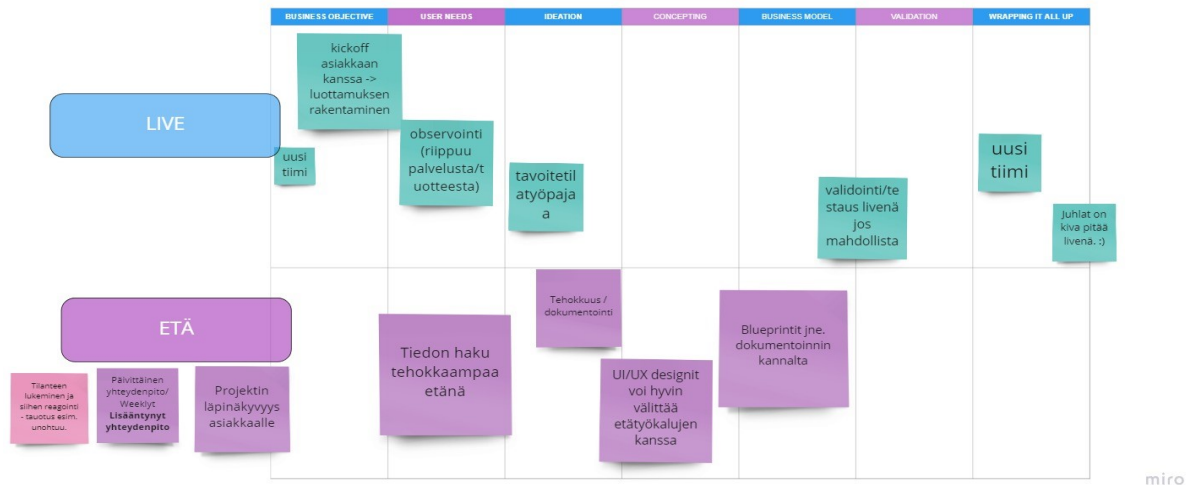 BUSINESS OBJECTIVE
USER NEEDS
IDEATION
CONCEPTING
BUSINESS MODEL
VALIDATION
WRAPPING IT ALL UP
LIVE
kickoff
asiakkaan
kanssa ->
luottamuksen
rakentaminen
uusi
tiimi
observointi
(riippuu
palvelusta/t
uotteesta)
tavoitetil
atyöpaja
a
validointi/te
staus livenä
jos
mahdollista
uusi
tiimi
Juhlat on
kiva pitää
livenä. :)
ETÄ
Tilanteen
lukeminen ja
siihen reagointi
- tauotus esim.
unohtuu.
Päivittäinen
yhteydenpito/
Weeklyt
Lisääntynyt
yhteydenpito
Projektin
läpinäkyvyys
asiakkaalle
Tiedon haku
tehokkaampaa
etänä
Tehokkuus /
dokumentointi
UI/UX designit
voi hyvin
välittää
etätyökalujen
kanssa
Blueprintit jne.
dokumentoinnin
kannalta
miro